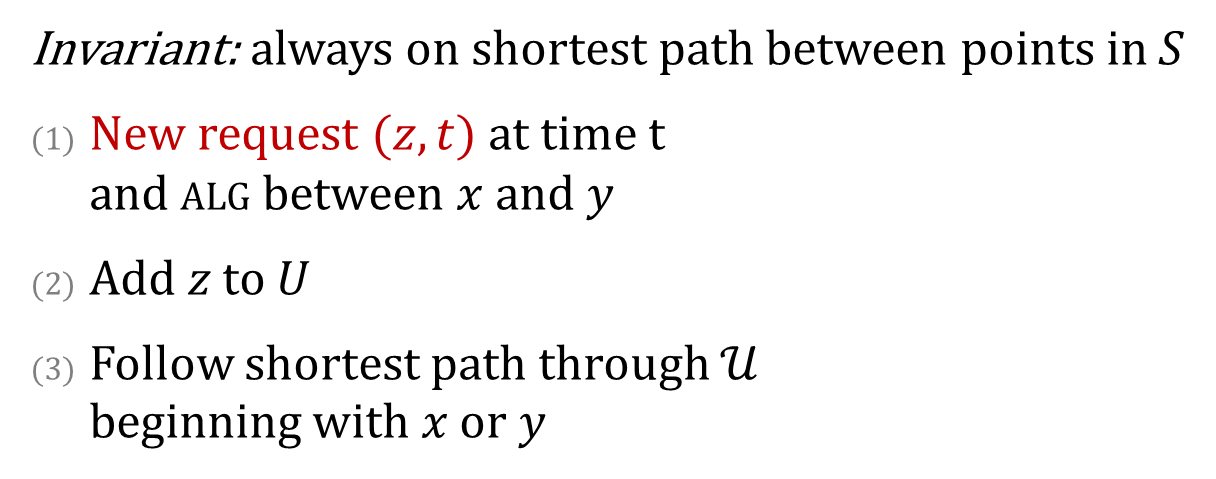 Invariant: always on shortest path between points in S
(1) New request (z, t) at time t
and ALG between x and y
(2) Add z to U
(3) Follow shortest path through 𝒰
beginning with x or y